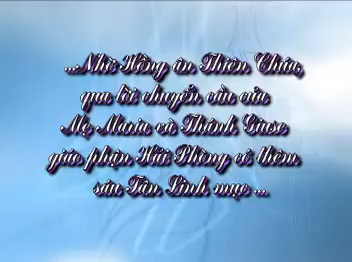 ...Nhờ Hồng ân Thiên Chúa,
qua lời chuyển cầu của
Mẹ Maria và Thánh Giuse
giáo phận Hải Phòng có thêm
sáu Tân Linh mục ...